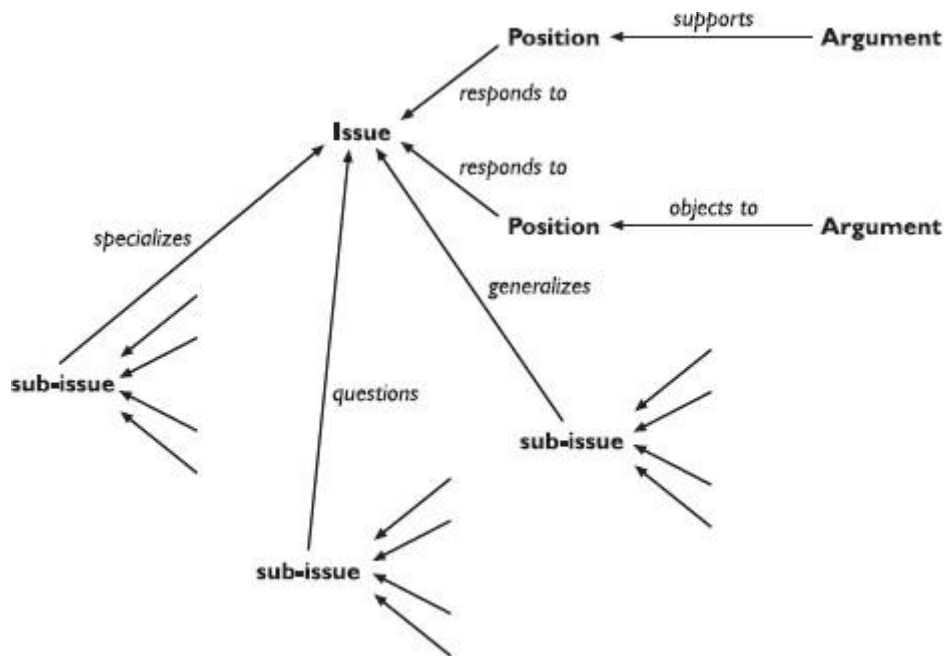 supports
Position
Argument
responds to
Issue
responds to
Position
objects to
Argument
specializes
generalizes
sub-issue
questions
sub-issue
sub-issue